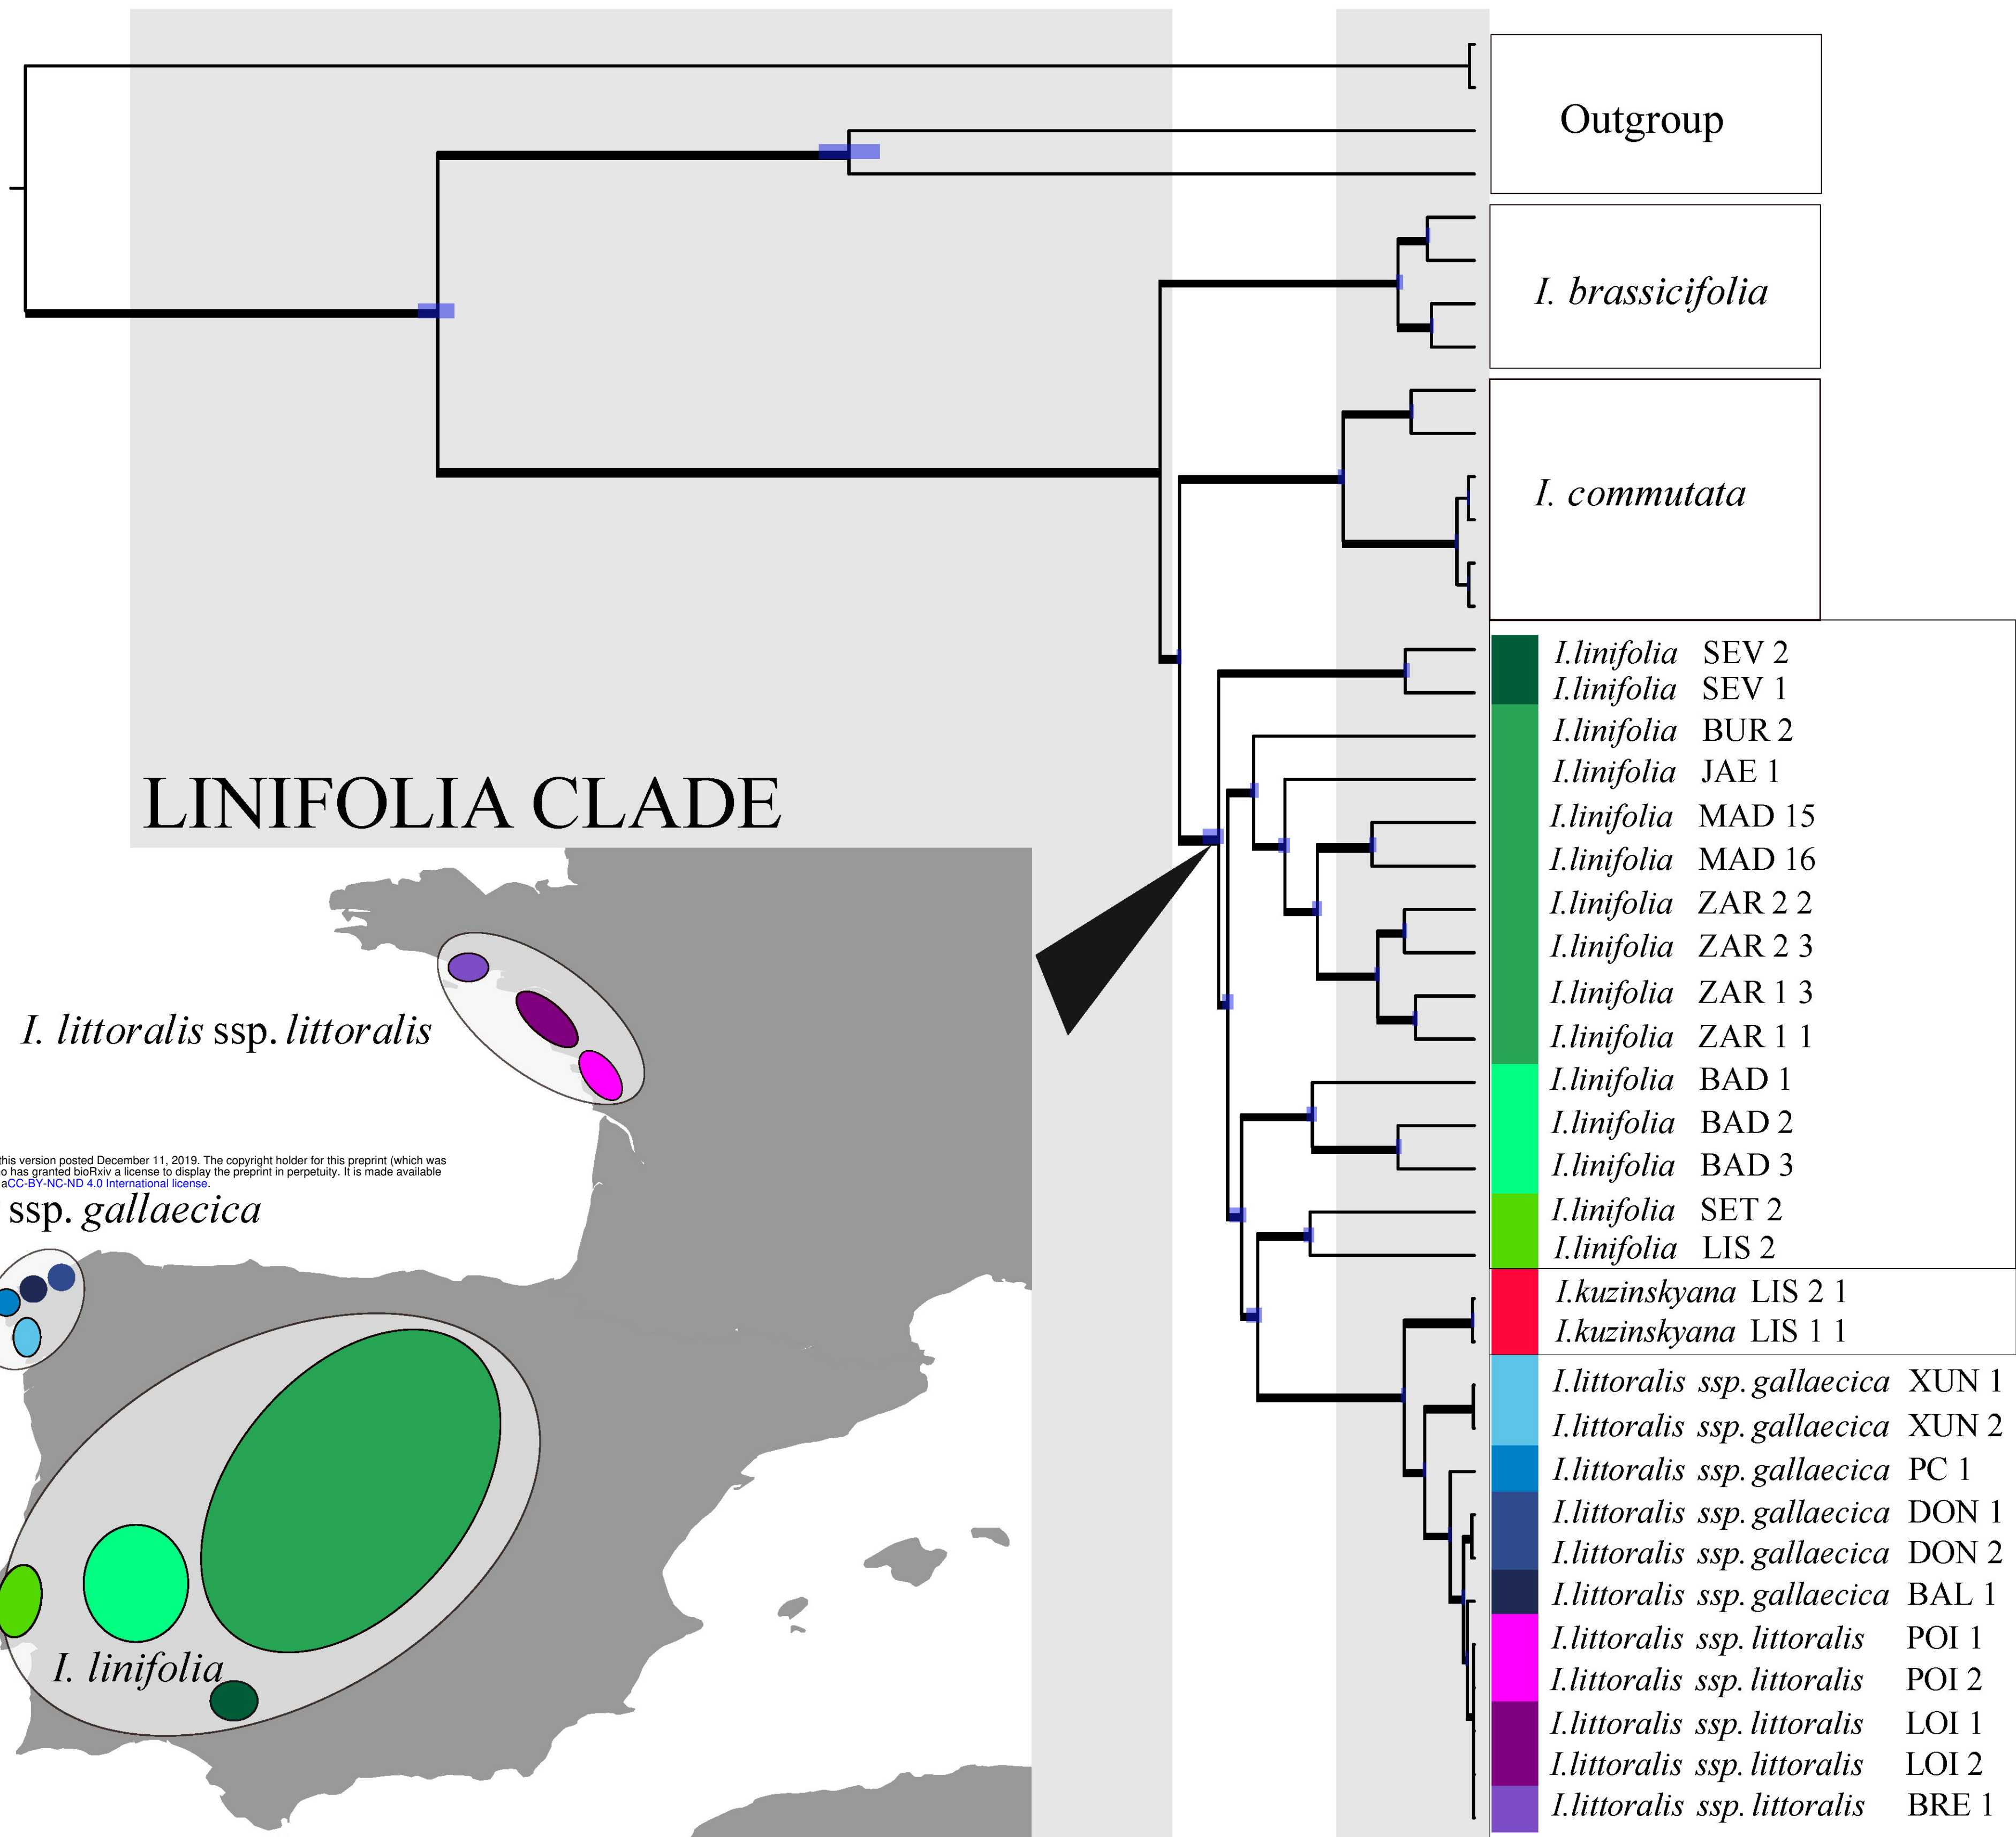 Outgroup
I. brassicifolia
I. commutata
I.linifolia SEV 2
I.linifolia SEV 1
I.linifolia BUR 2
I.linifolia JAE 1
I.linifolia MAD 15
I.linifolia MAD 16
I.linifolia ZAR 2 2
I.linifolia ZAR 2 3
I.linifolia ZAR 1 3
I.linifolia ZAR 1 1
I.linifolia BAD 1
I.linifolia BAD 2
I.linifolia BAD 3
I.linifolia SET 2
I.linifolia LIS 2
I.kuzinskyana LIS 2 1
I.kuzinskyana LIS 1 1
I.littoralis ssp. gallaecica XUN 1
I.littoralis ssp. gallaecica XUN 2
I.littoralis ssp. gallaecica PC 1
I.littoralis ssp. gallaecica DON 1
I.littoralis ssp. gallaecica DON 2
I.littoralis ssp. gallaecica BAL 1
I.littoralis ssp. littoralis POI 1
I.littoralis ssp. littoralis POI 2
I.littoralis ssp. littoralis LOI 1
I.littoralis ssp. littoralis LOI 2
I.littoralis ssp. littoralis BRE 1
LINIFOLIA CLADE
I. littoralis ssp. littoralis
this version posted December 11, 2019. The copyright holder for this preprint (which was
o has granted bioRxiv a license to display the preprint in perpetuity. It is made available
aCC-BY-NC-ND 4.0 International license.
ssp. gallaecica
I. linifolia